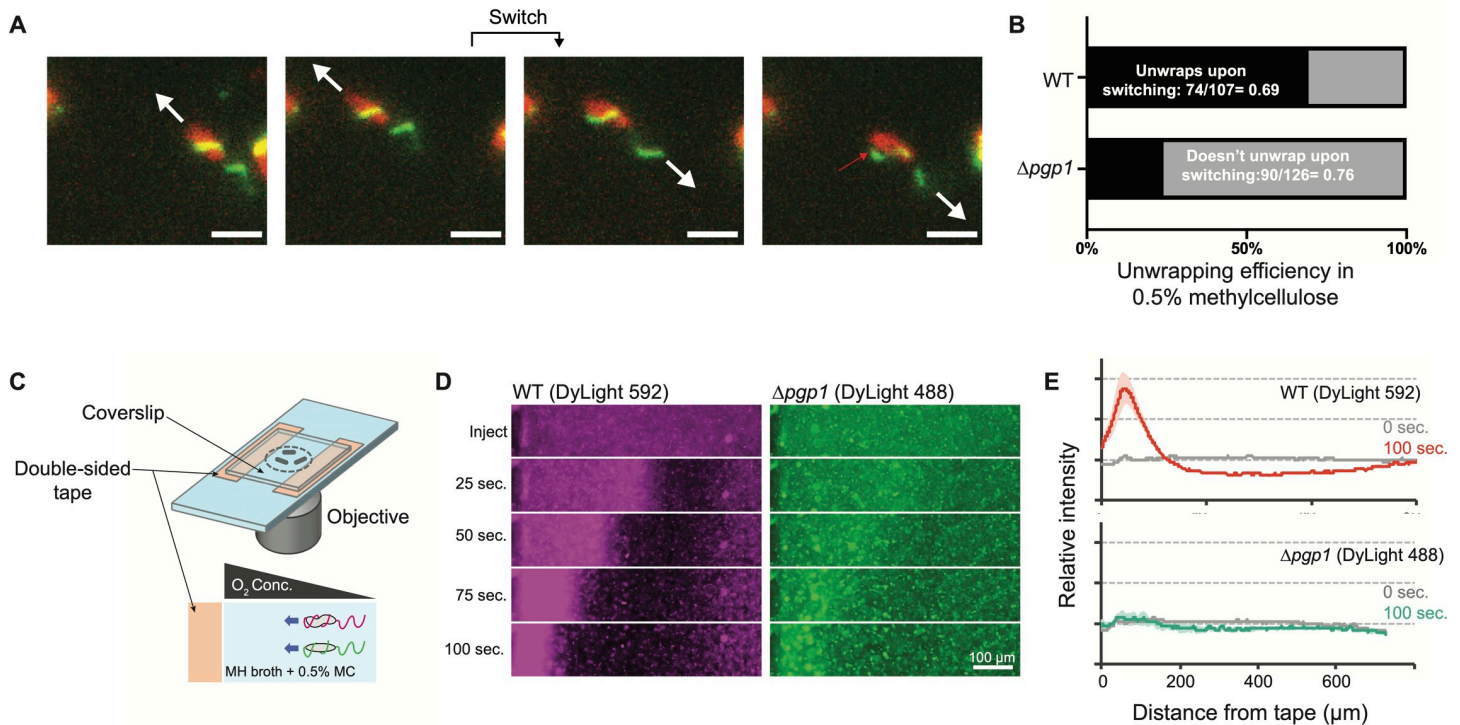 A
Switch
B
WT
Unwraps upon
switching: 74/107= 0.69
Δpgp1
Doesn't unwrap upon
switching:90/126= 0.76
0%
50%
100%
Unwrapping efficiency in
0.5% methylcellulose
C
Coverslip
Double-sided
tape
Objective
O2 Conc.
MH broth + 0.5% MC
D
WT (DyLight 592)
Δpgp1 (DyLight 488)
Inject
25 sec.
50 sec.
75 sec.
100 sec.
100 µm
E
Relative intensity
WT (DyLight 592)
0 sec.
100 sec.
Δpgp1 (DyLight 488)
0 sec.
100 sec.
0
200
400
600
Distance from tape (µm)